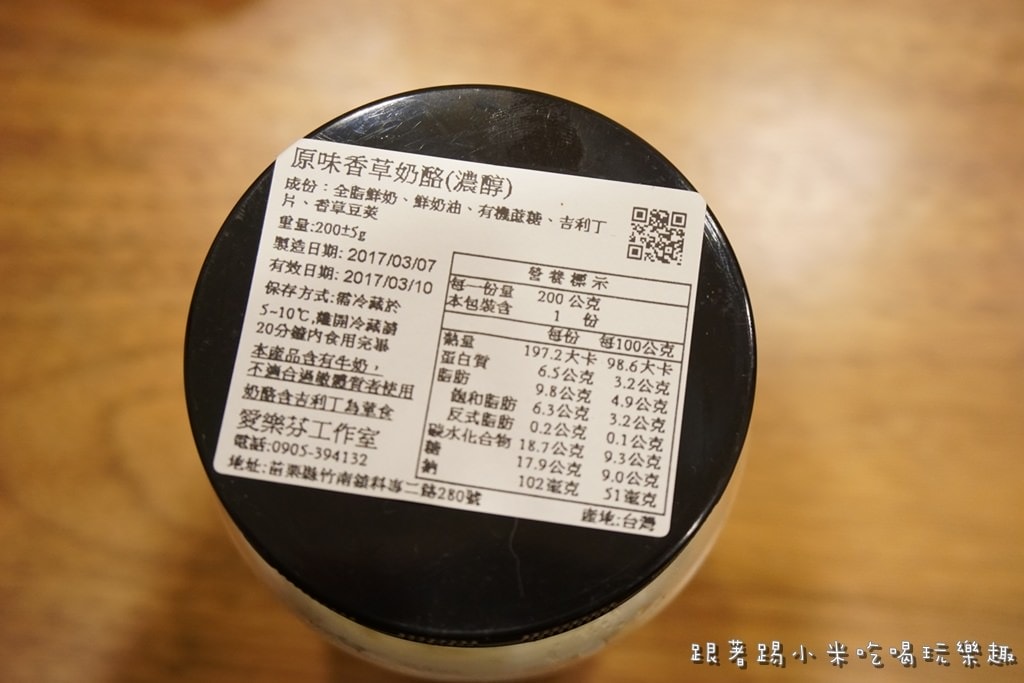 原味香草奶酪(濃醇)
成份：全脂鮮奶、鮮奶油、有機蔗糖、吉利丁
片、香草豆莢
重量:200±5g
製造日期: 2017/03/07
有效日期: 2017/03/10
保存方式:需冷藏於
5~10℃,離開冷藏請
20分鐘內食用完畢
本產品含有牛奶，
不適合過敏體質者使用
奶酪含吉利丁為葷食
愛樂芬工作室
電話:0905-394132
地址:苗栗縣竹南鎮科專二路280號
營養標示
每一份量 200 公克
本包裝含 1 份
每份 每100公克
熱量 197.2大卡 98.6大卡
蛋白質 6.5公克 3.2公克
脂肪 9.8公克 4.9公克
飽和脂肪 6.3公克 3.2公克
反式脂肪 0.2公克 0.1公克
碳水化合物 18.7公克 9.3公克
糖 17.9公克 9.0公克
鈉 102毫克 51毫克
產地:台灣
跟著踢小米吃喝玩樂趣